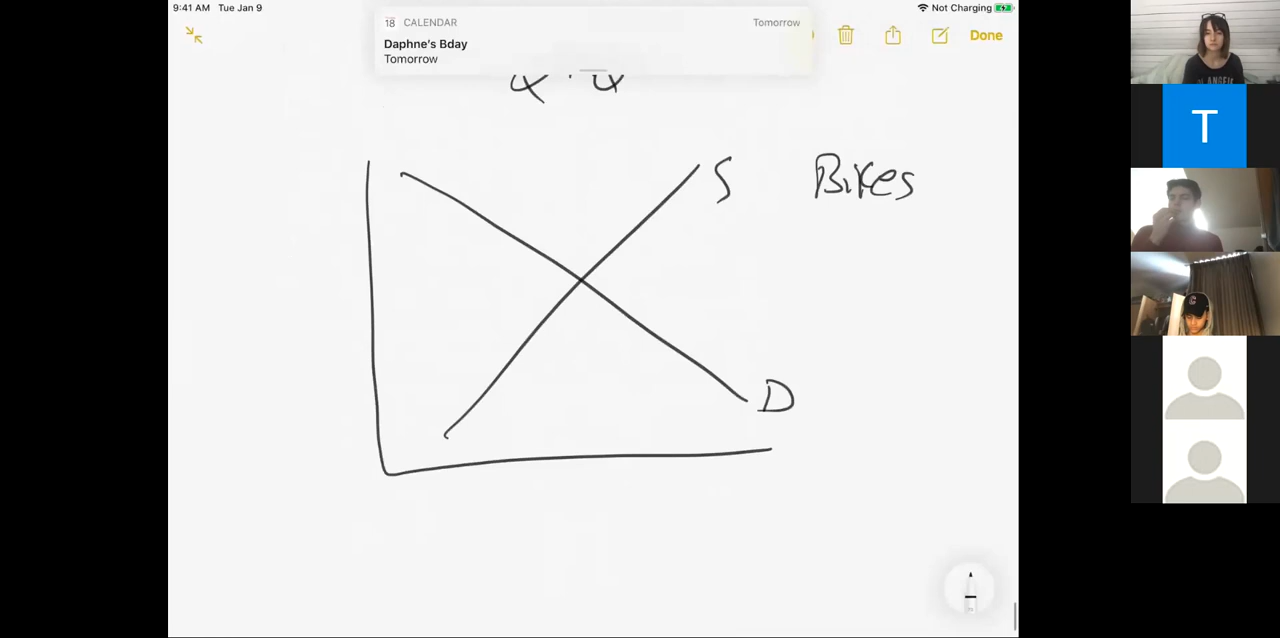 9:41 AM Tue Jan 9
Not Charging
18 CALENDAR
Tomorrow
Daphne's Bday
Tomorrow
Done
S
Bikes
D
T
C